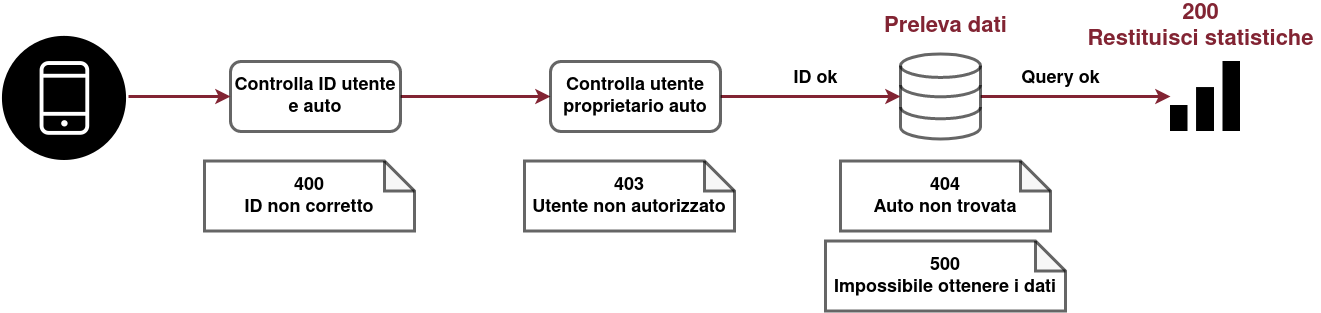 Controlla ID utente
e auto
400
ID non corretto
Controlla utente
proprietario auto
403
Utente non autorizzato
ID ok
Preleva dati
404
Auto non trovata
500
Impossibile ottenere i dati
Query ok
200
Restituisci statistiche